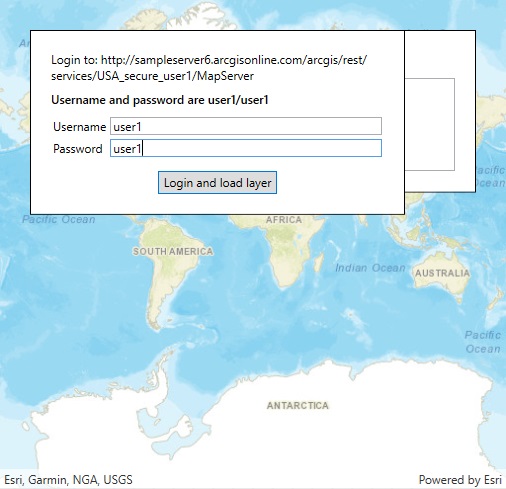 Login to: http://sampleserver6.arcgisonline.com/arcgis/rest/
services/USA_secure_user1/MapServer
Username and password are user1/user1
Username user1
Password user1
Login and load layer
Pacific Ocean
AFRICA
SOUTH AMERICA
Indian Ocean
AUSTRALIA
Pacific
Ocean
ANTARCTICA
Esri, Garmin, NGA, USGS
Powered by Esri